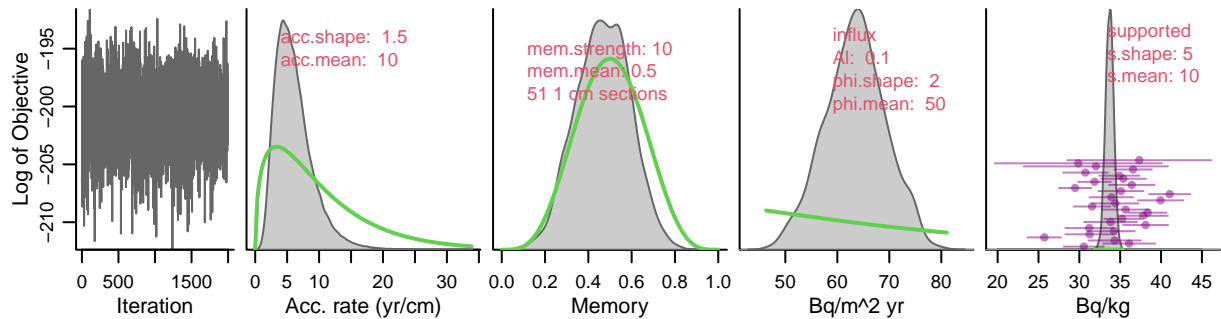 Log of Objective
−195
−200
−205
−210
0
500
2000
Iteration
acc.shape: 1.5
acc.mean: 10
0
5
10
20
30
Acc. rate (yr/cm)
mem.strength: 10
mem.mean: 0.5
51 1 cm sections
0.0
0.2
0.4
0.6
0.8
1.0
Memory
influx
Al: 0.1
phi.shape: 2
phi.mean: 50
50
60
70
80
Bq/m^2 yr
supported
s.shape: 5
s.mean: 10
20
25
30
35
40
45
Bq/kg